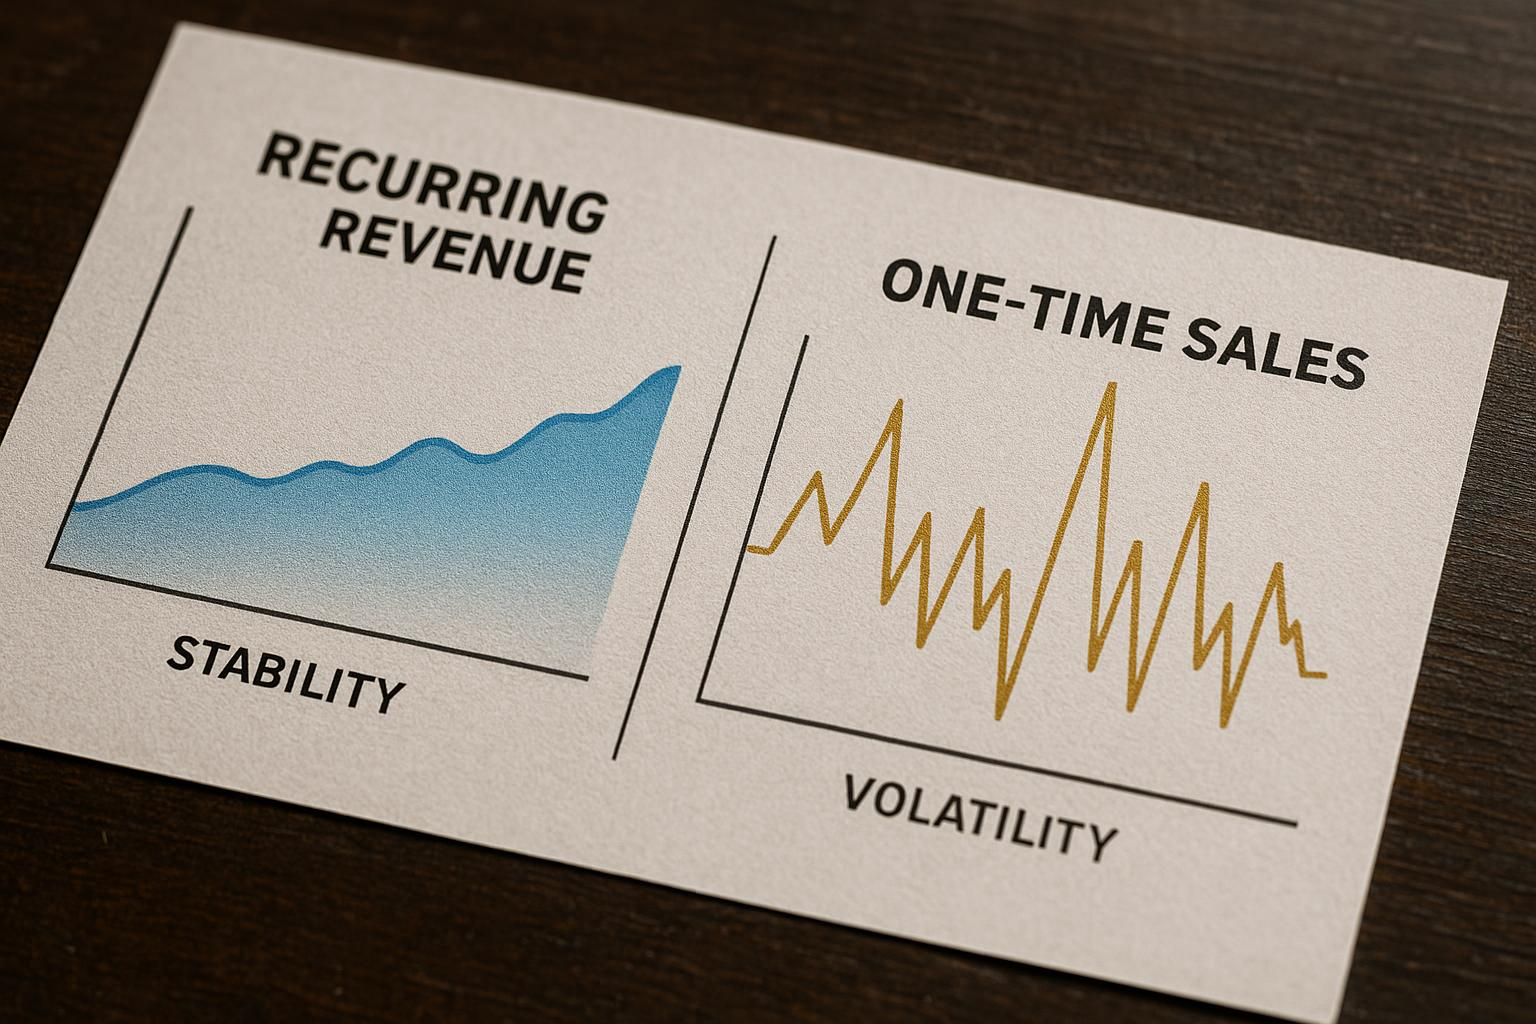 RECURRING
REVENUE
STABILITY
ONE-TIME SALES
VOLATILITY